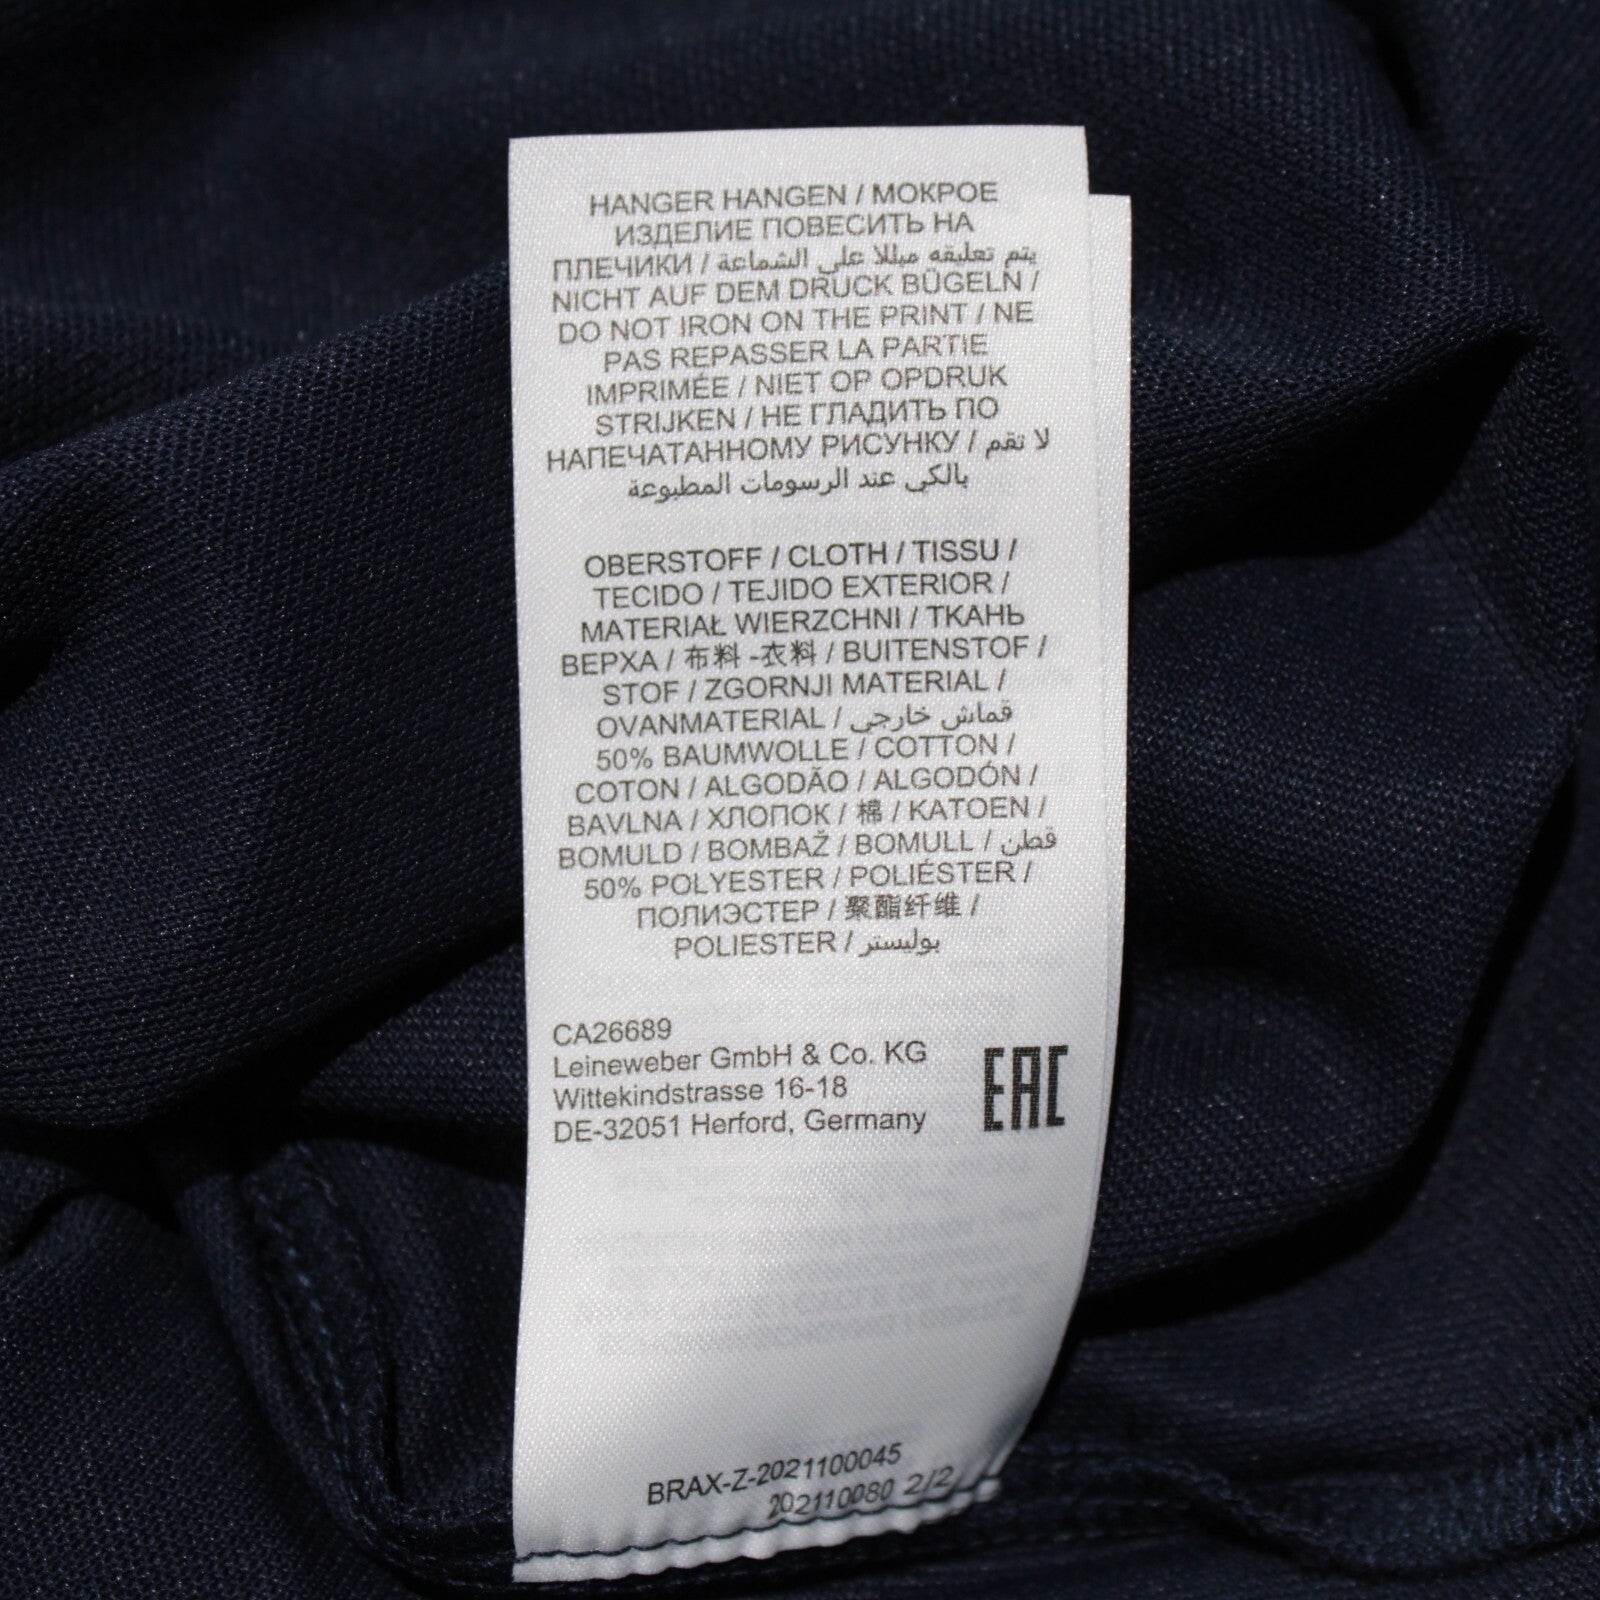 HANGER HANGEN / МОКРОЕ
ИЗДЕЛИЕ ПОВЕСИТЬ НА
ПЛЕЧИКИ / يتم تعليقه مبللا على الشماعة
NICHT AUF DEM DRUCK BÜGELN /
DO NOT IRON ON THE PRINT / NE
PAS REPASSER LA PARTIE
IMPRIMÉE / NIET OP OPDRUK
STRIJKEN / НЕ ГЛАДИТЬ ПО
НАПЕЧАТАННОМУ РИСУНКУ / لا تقم
بالكي عند الرسومات المطبوعة
OBERSTOFF / CLOTH / TISSU /
TECIDO / TEJIDO EXTERIOR /
MATERIAŁ WIERZCHNI / ТКАНЬ
ВЕРХА / 布料 -衣料 / BUITENSTOF /
STOF / ZGORNJI MATERIAL /
OVANMATERIAL / قماش خارجي
50% BAUMWOLLE / COTTON /
COTON / ALGODÃO / ALGODÓN /
BAVLNA / ХЛОПОК / 棉 / KATOEN /
BOMULD / BOMBAŽ / BOMULL / قطن
50% POLYESTER / POLIÉSTER /
ПОЛИЭСТЕР / 聚酯纤维 /
POLIESTER / بوليستر
CA26689
Leineweber GmbH & Co. KG
Wittekindstrasse 16-18
DE-32051 Herford, Germany
EAC
BRAX-Z-2021100045
202110080 2/2